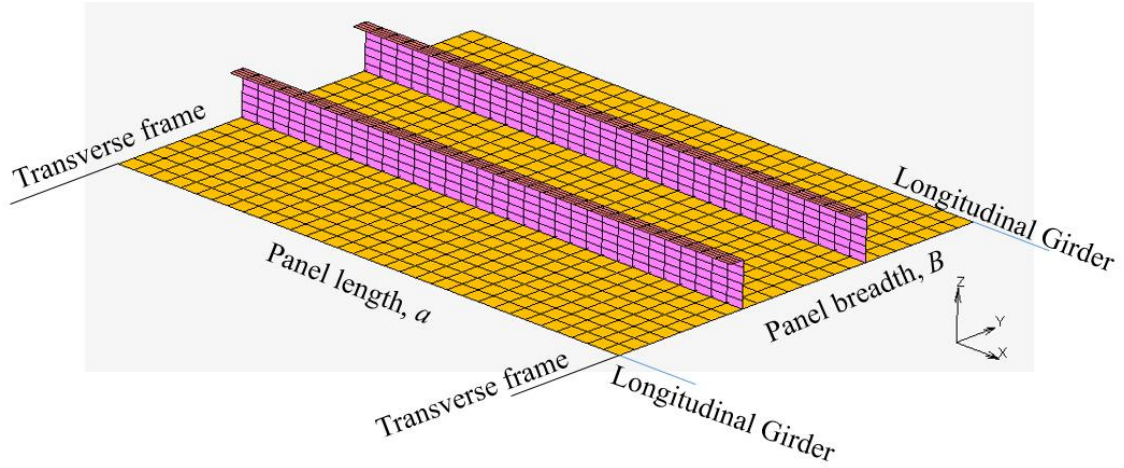 Transverse frame
Longitudinal Girder
Panel length, a
Panel breadth, B
Z
Y
X
Transverse frame
Longitudinal Girder